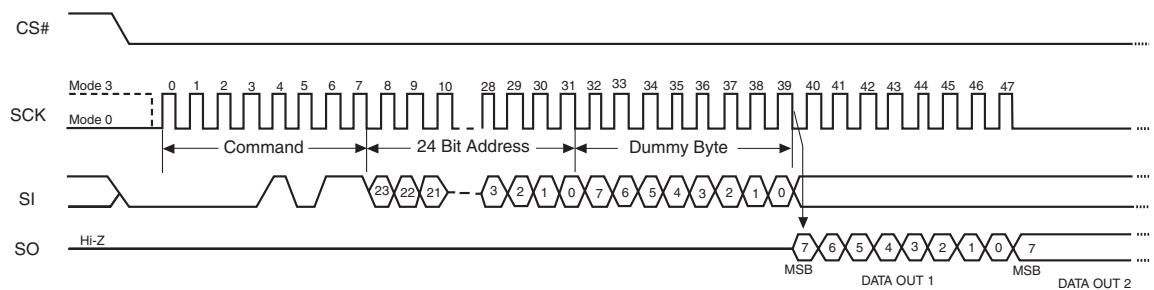 CS#
Mode 3
0 1 2 3 4 5 6 7 8 9 10 28 29 30 31 32 33 34 35 36 37 38 39 40 41 42 43 44 45 46 47
SCK
Mode 0
Command
24 Bit Address
Dummy Byte
SI
23 22 21 3 2 1 0 7 6 5 4 3 2 1 0
SO
Hi-Z
7 6 5 4 3 2 1 0 7
MSB
DATA OUT 1
MSB
DATA OUT 2